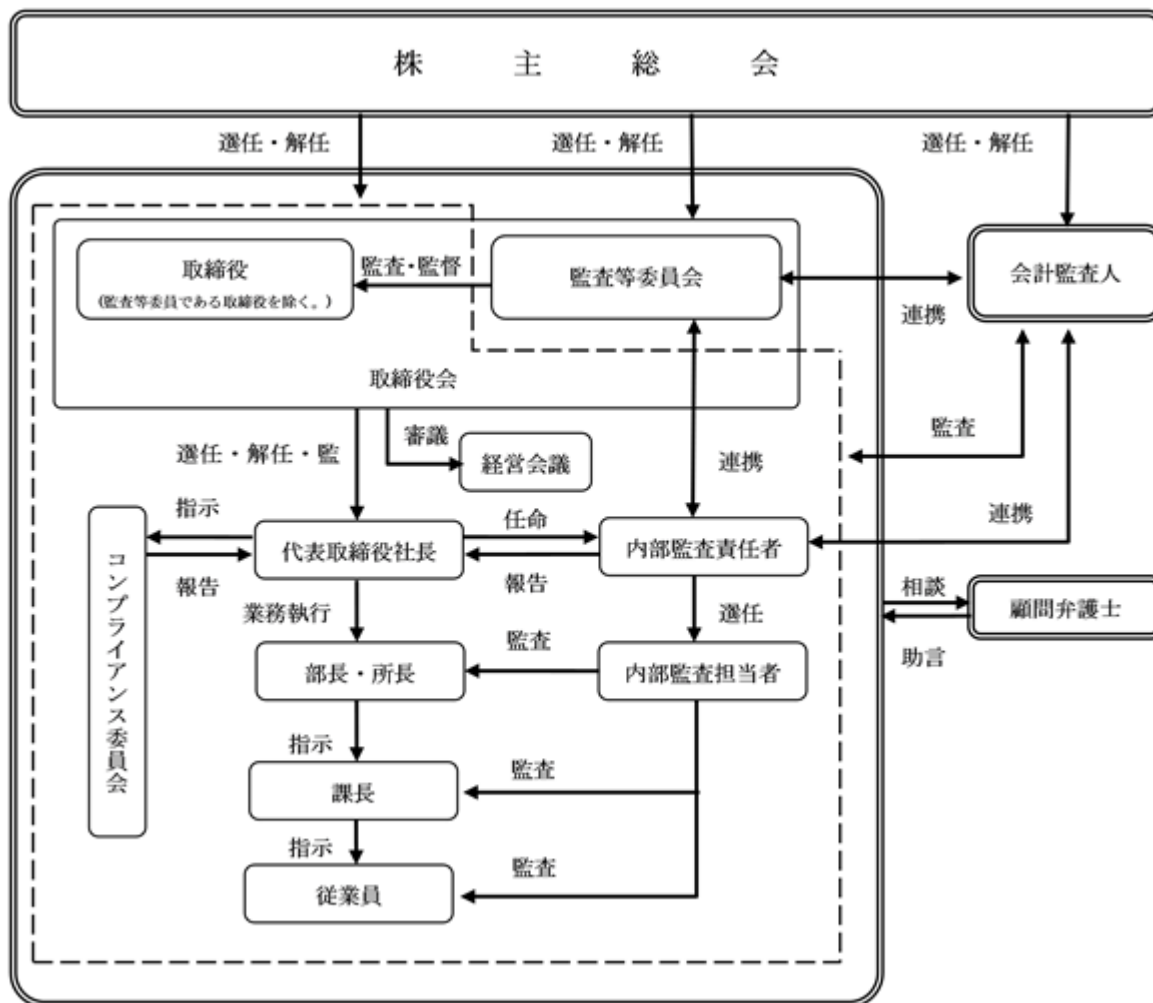 株主総会
選任・解任
選任・解任
選任・解任
取締役
(監査等委員である取締役を除く。)
監査・監督
監査等委員会
会計監査人
連携
取締役会
審議
経営会議
選任・解任・監
連携
監査
連携
指示
報告
コンプライアンス委員会
代表取締役社長
任命
報告
内部監査責任者
業務執行
選任
相談
助言
顧問弁護士
部長・所長
監査
内部監査担当者
指示
課長
監査
指示
従業員
監査